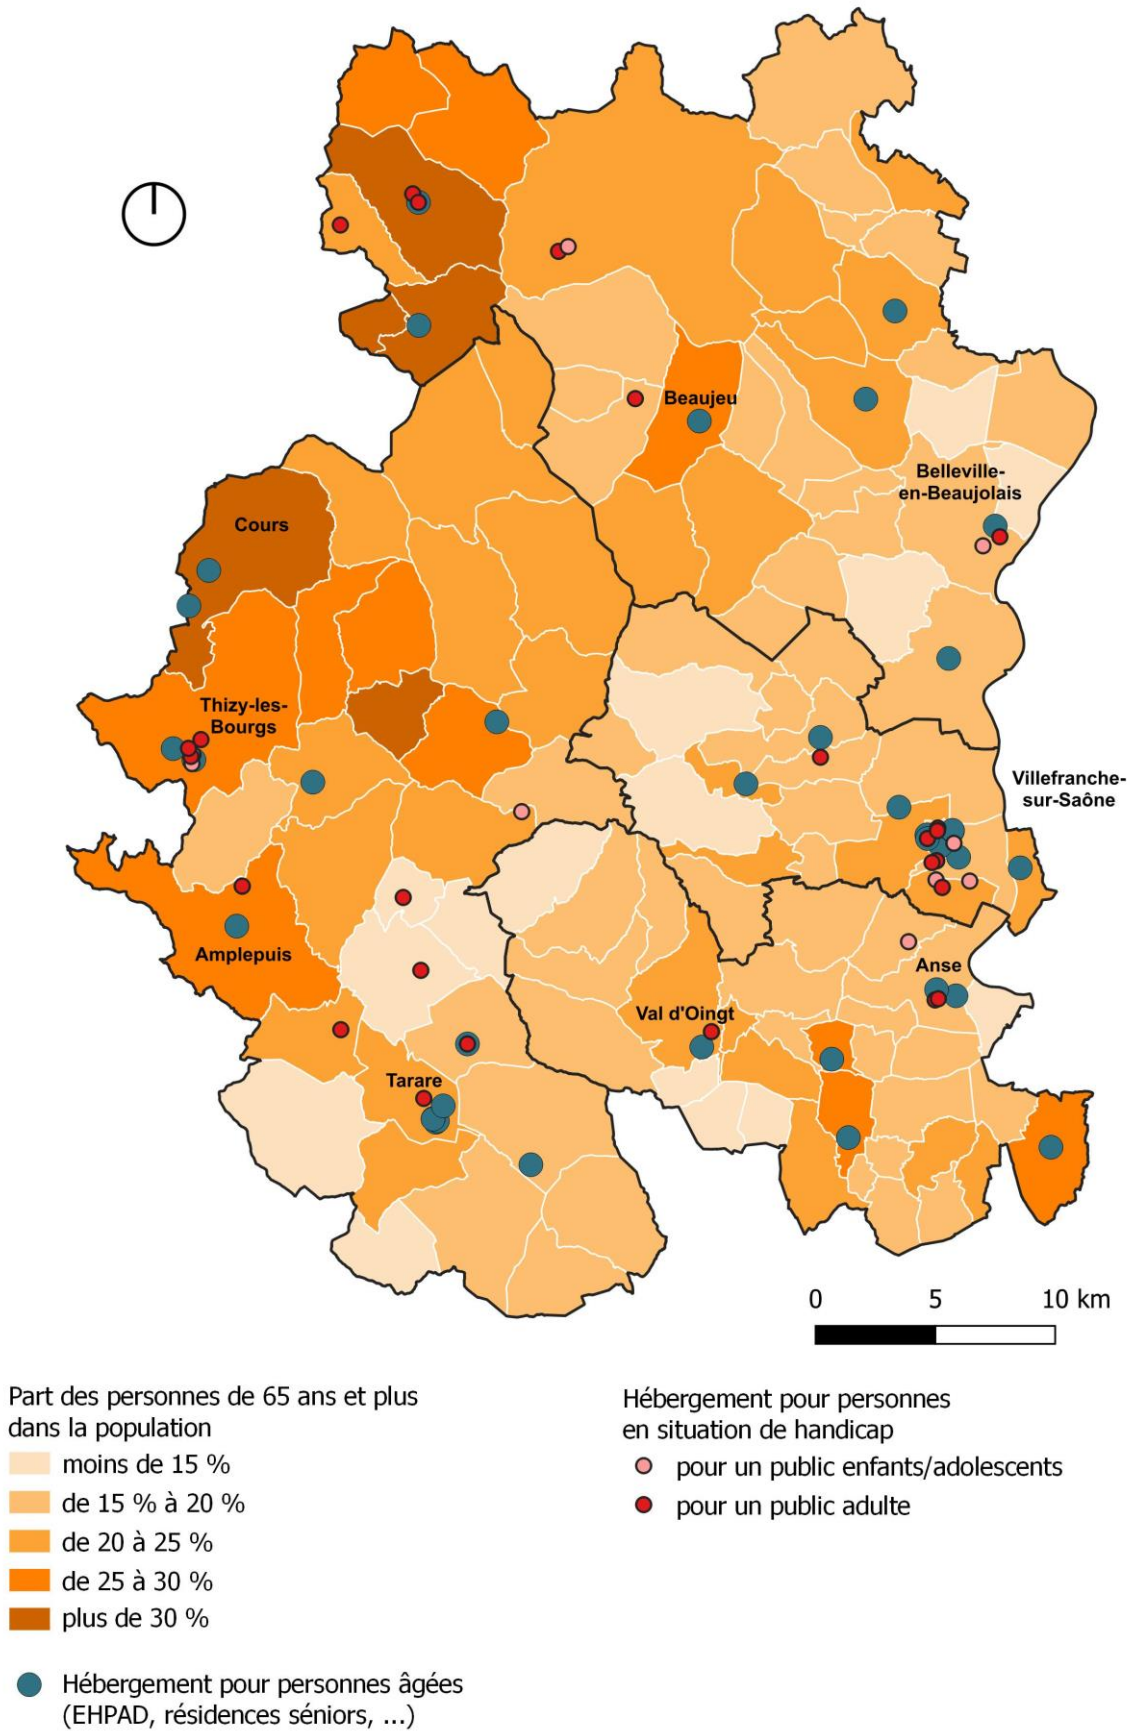 Beaujeu
Belleville-
en-Beaujolais
Cours
Thizy-les-
Bourgs
Villefranche-
sur-Saône
Amplepuis
Anse
Val d'Oingt
Tarare
0 5 10 km
Part des personnes de 65 ans et plus
dans la population
moins de 15 %
de 15 % à 20 %
de 20 à 25 %
de 25 à 30 %
plus de 30 %
Hébergement pour personnes âgées
(EHPAD, résidences séniors, ...)
Hébergement pour personnes
en situation de handicap
pour un public enfants/adolescents
pour un public adulte